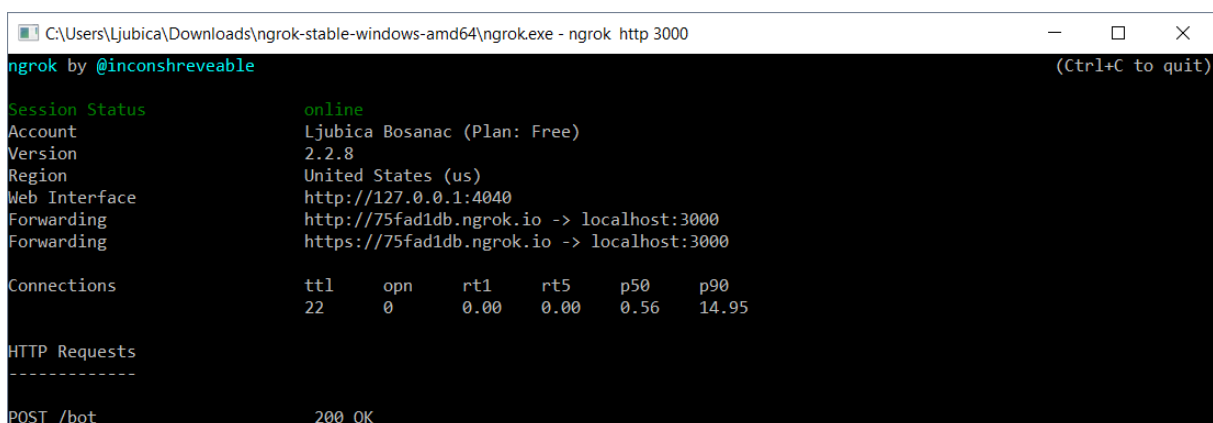 C:\Users\Ljubica\Downloads\ngrok-stable-windows-amd64\ngrok.exe - ngrok  http 3000
ngrok by @inconshreveable (Ctrl+C to quit)
Session Status online
Account Ljubica Bosanac (Plan: Free)
Version 2.2.8
Region United States (us)
Web Interface http://127.0.0.1:4040
Forwarding http://75fad1db.ngrok.io -> localhost:3000
Forwarding https://75fad1db.ngrok.io -> localhost:3000
Connections ttl opn rt1 rt5 p50 p90
22 0 0.00 0.00 0.56 14.95
HTTP Requests
-------------
POST /bot 200 OK